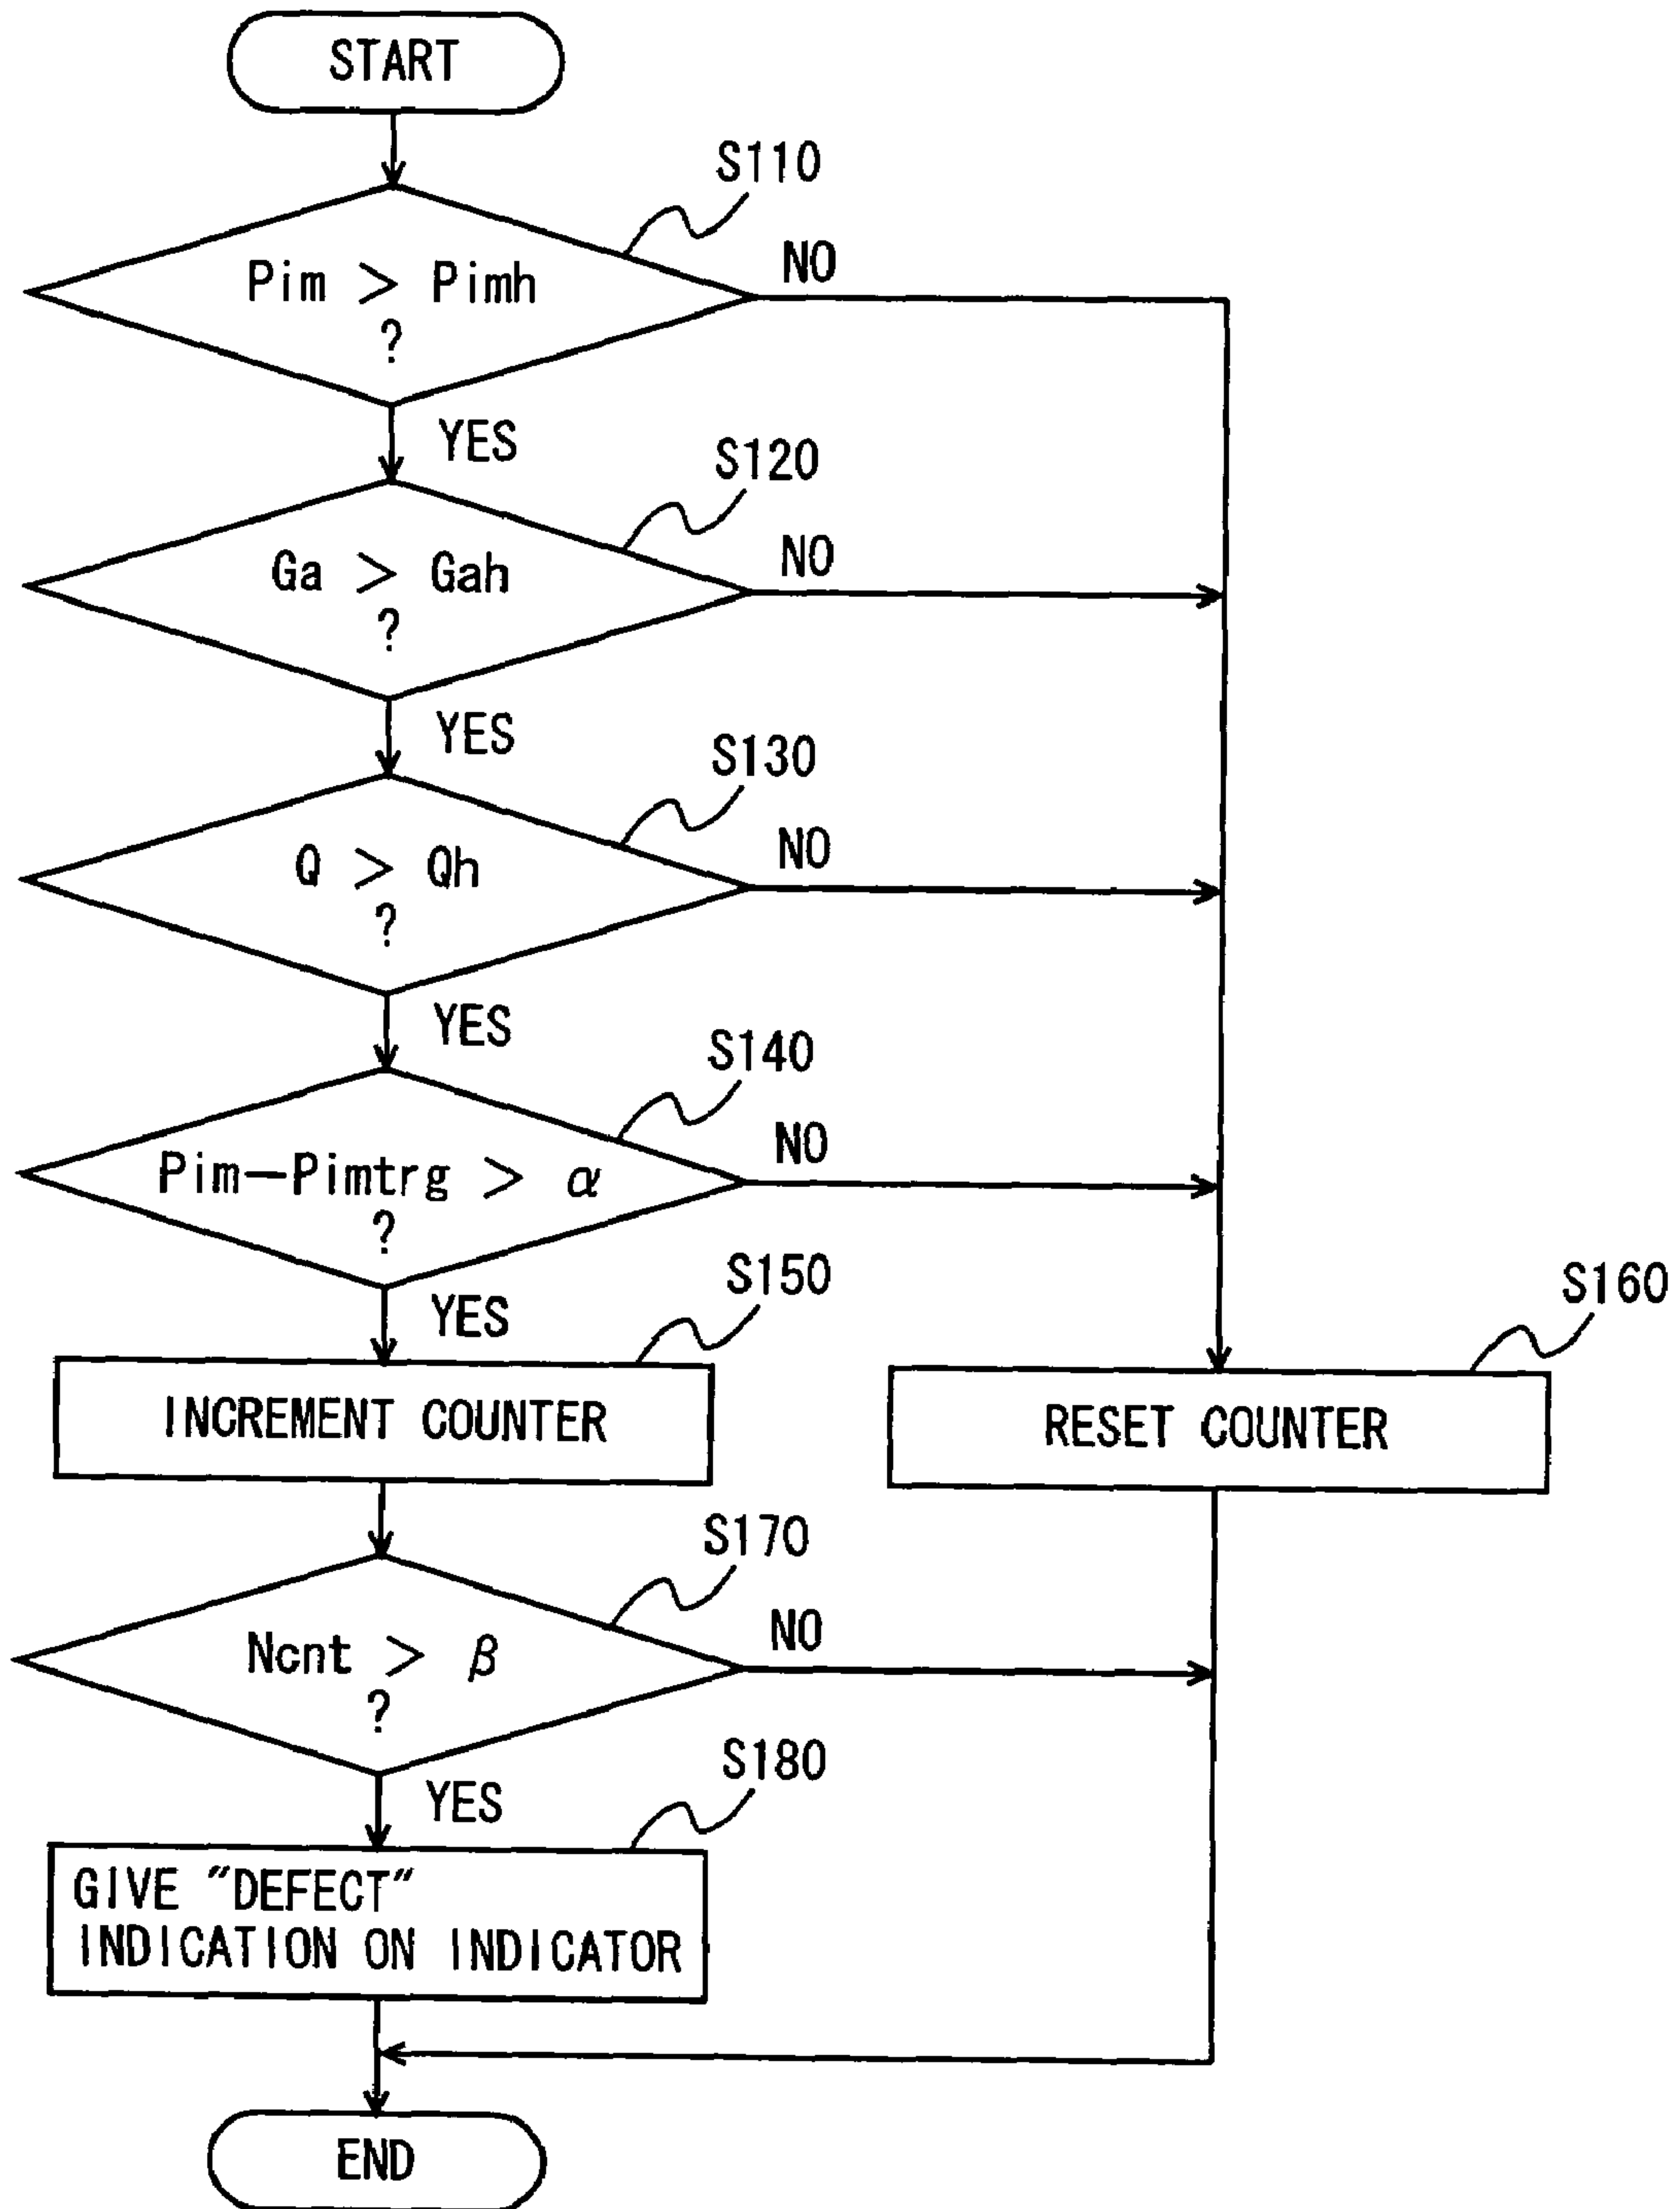 START
S110
Pim > Pimh
?
NO
YES
S120
Ga > Gah
?
NO
YES
S130
Q > Qh
?
NO
YES
S140
Pim—Pimtrg > α
?
NO
YES
S150
INCREMENT COUNTER
S160
RESET COUNTER
S170
Ncnt > β
?
NO
YES
S180
GIVE "DEFECT"
INDICATION ON INDICATOR
END